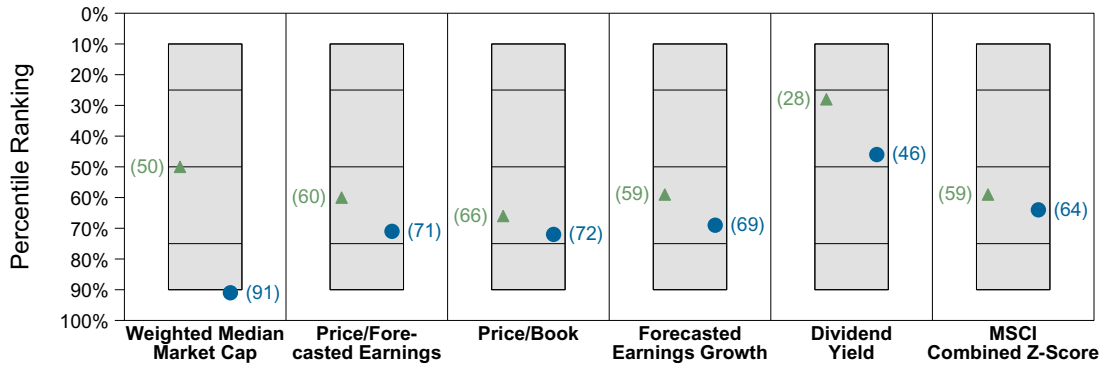 Percentile Ranking
0%
10%
20%
30%
40%
50%
60%
70%
80%
90%
100%
(50)
(91)
(60)
(71)
(66)
(72)
(59)
(69)
(28)
(46)
(59)
(64)
Weighted Median
Market Cap
Price/Fore-
casted Earnings
Price/Book
Forecasted
Earnings Growth
Dividend
Yield
MSCI
Combined Z-Score